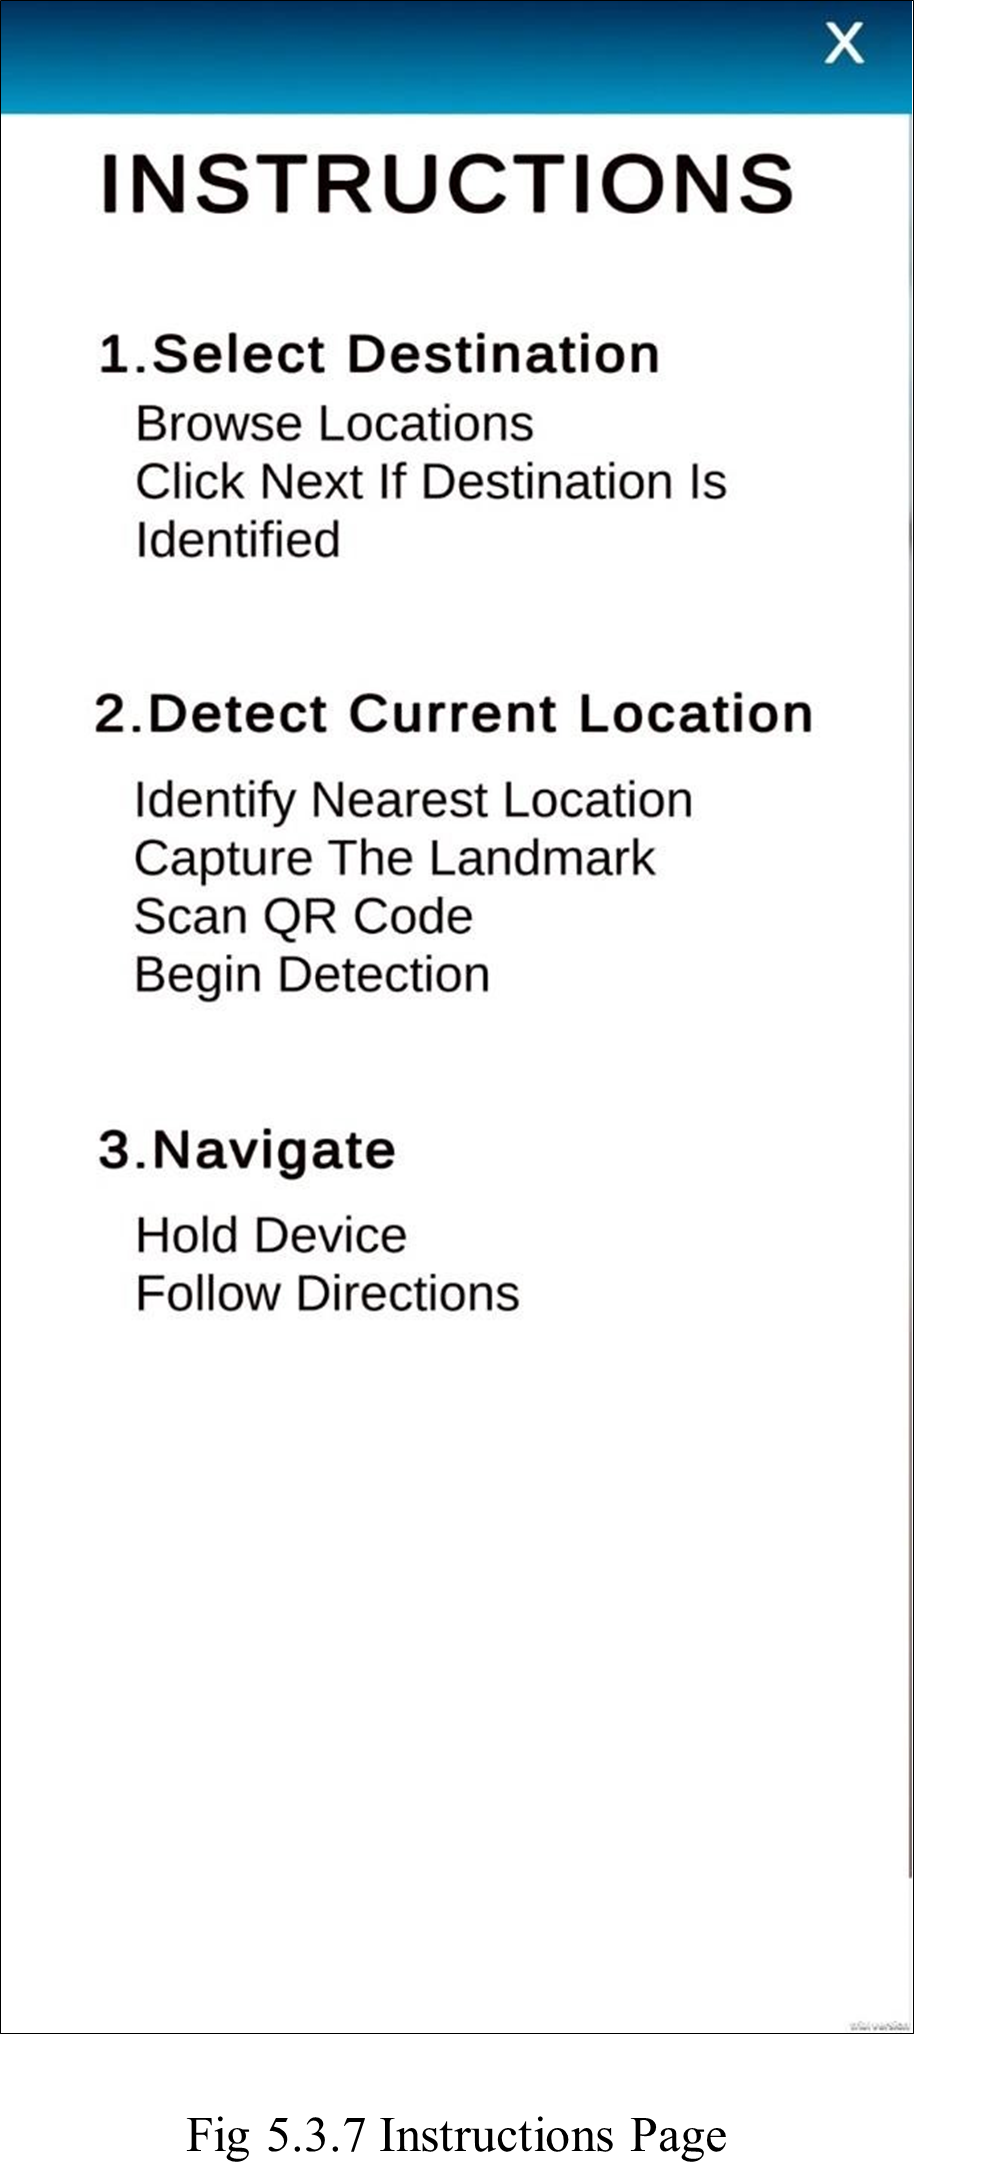 X
INSTRUCTIONS
1.Select Destination
Browse Locations
Click Next If Destination Is
Identified
2.Detect Current Location
Identify Nearest Location
Capture The Landmark
Scan QR Code
Begin Detection
3.Navigate
Hold Device
Follow Directions
trial version
Fig 5.3.7 Instructions Page